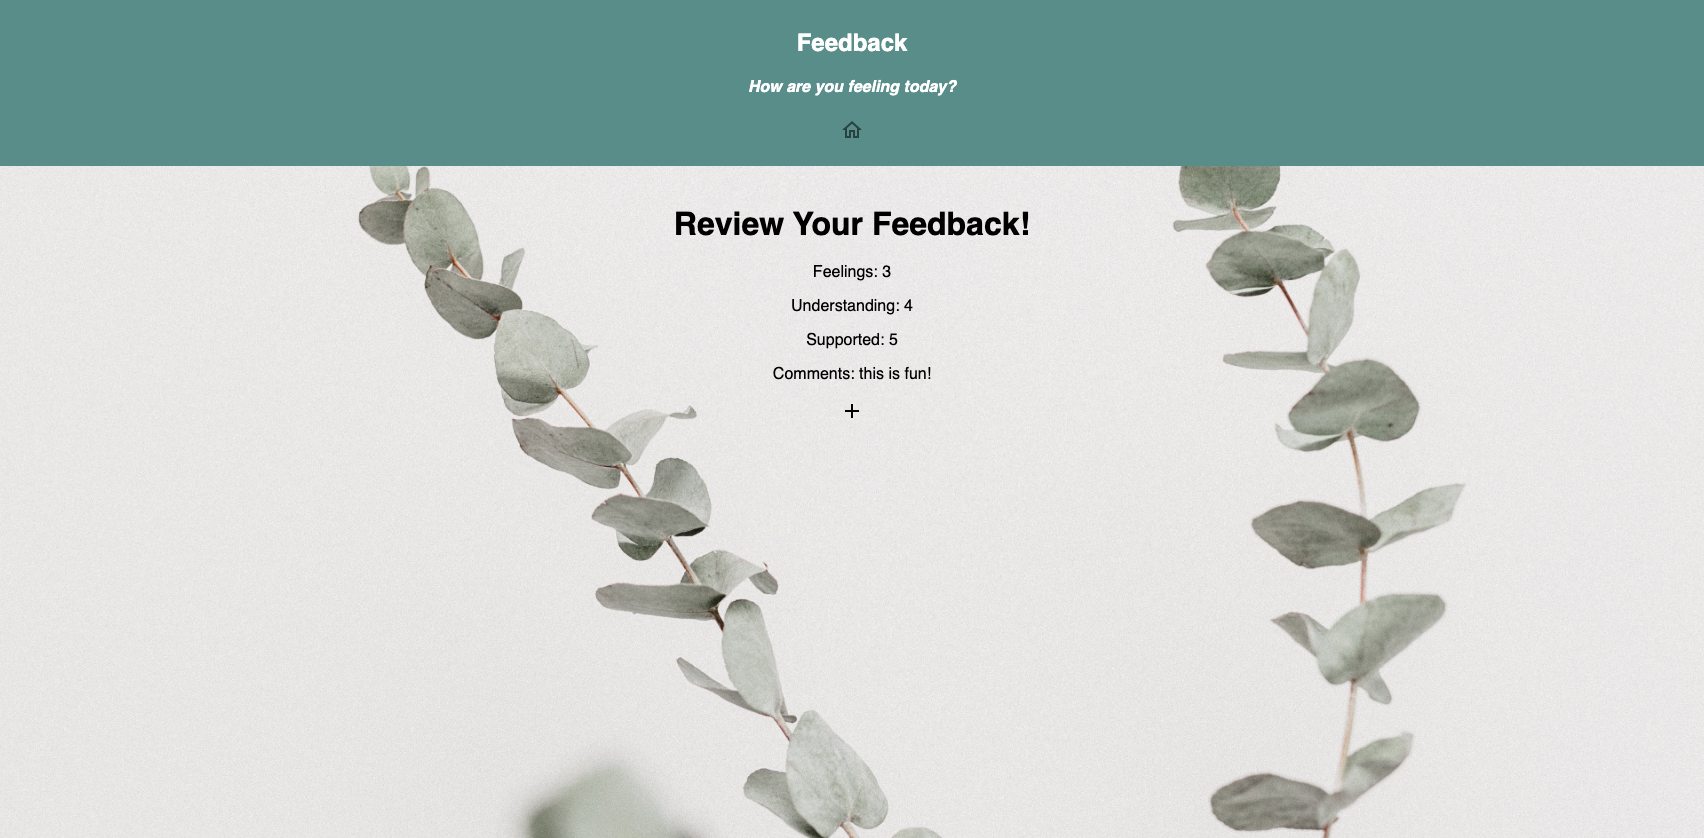 Feedback
How are you feeling today?
Review Your Feedback!
Feelings: 3
Understanding: 4
Supported: 5
Comments: this is fun!